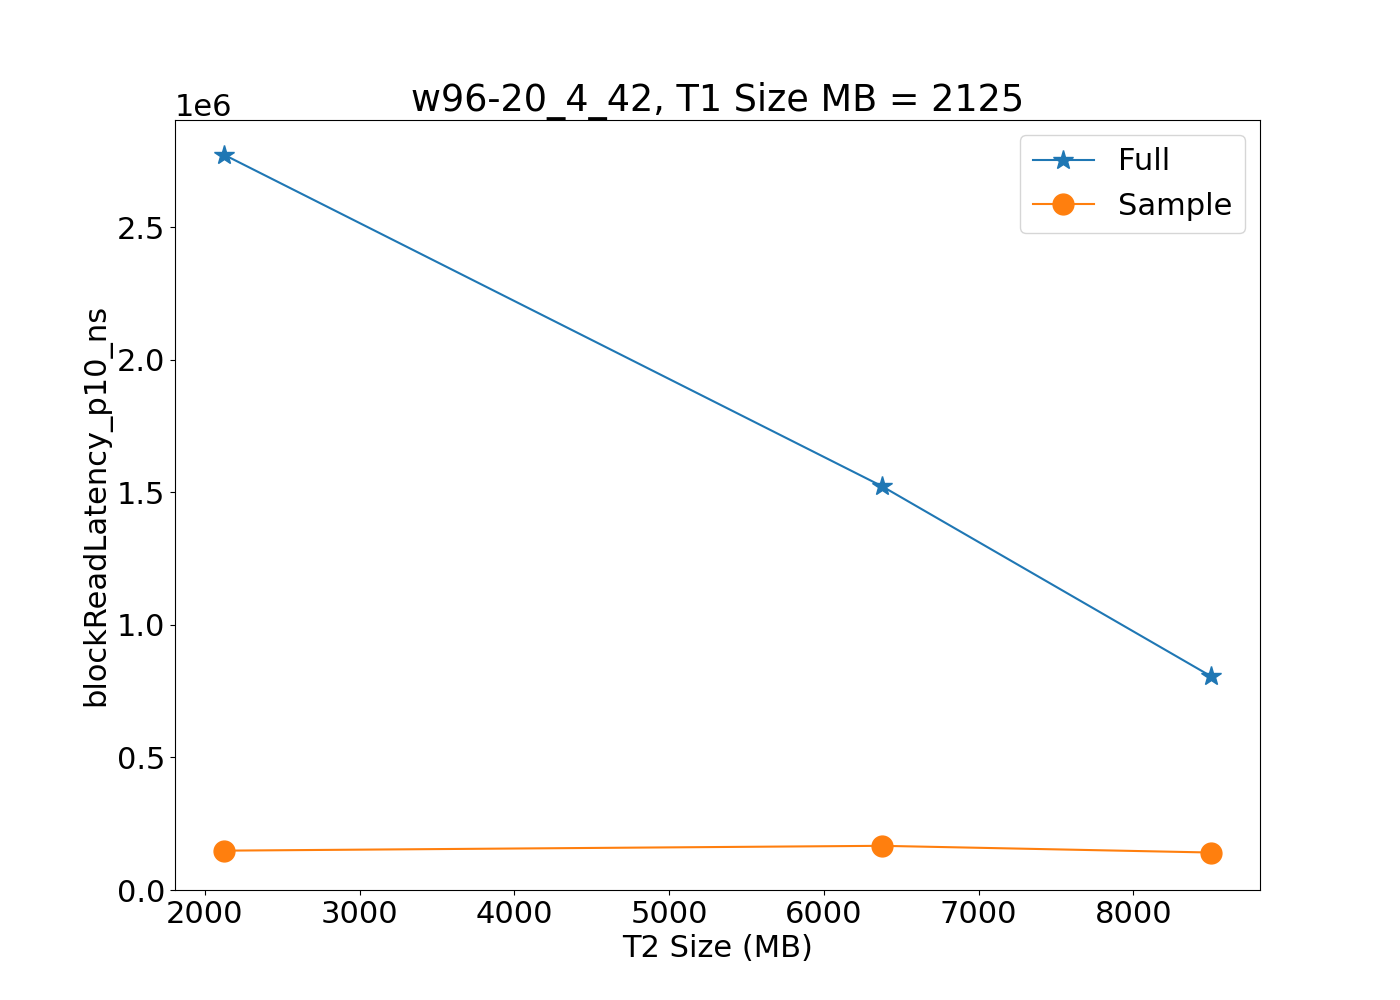 w96-20_4_42, T1 Size MB = 2125
1e6
Full
Sample
2.5
2.0
1.5
1.0
0.5
0.0
blockReadLatency_p10_ns
2000 3000 4000 5000 6000 7000 8000
T2 Size (MB)